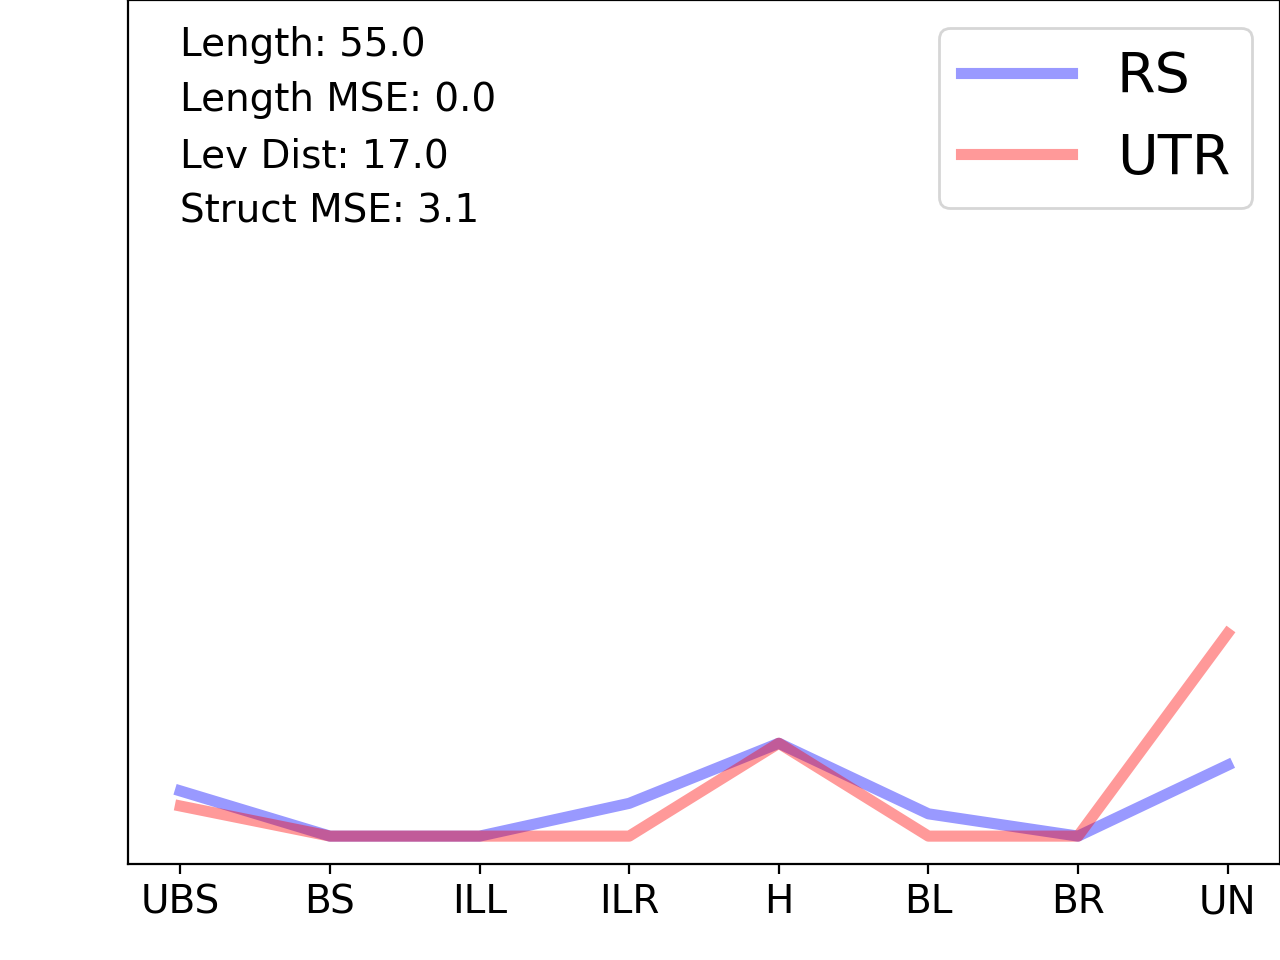 Length: 55.0
Length MSE: 0.0
Lev Dist: 17.0
Struct MSE: 3.1
RS
UTR
UBS BS ILL ILR H BL BR UN